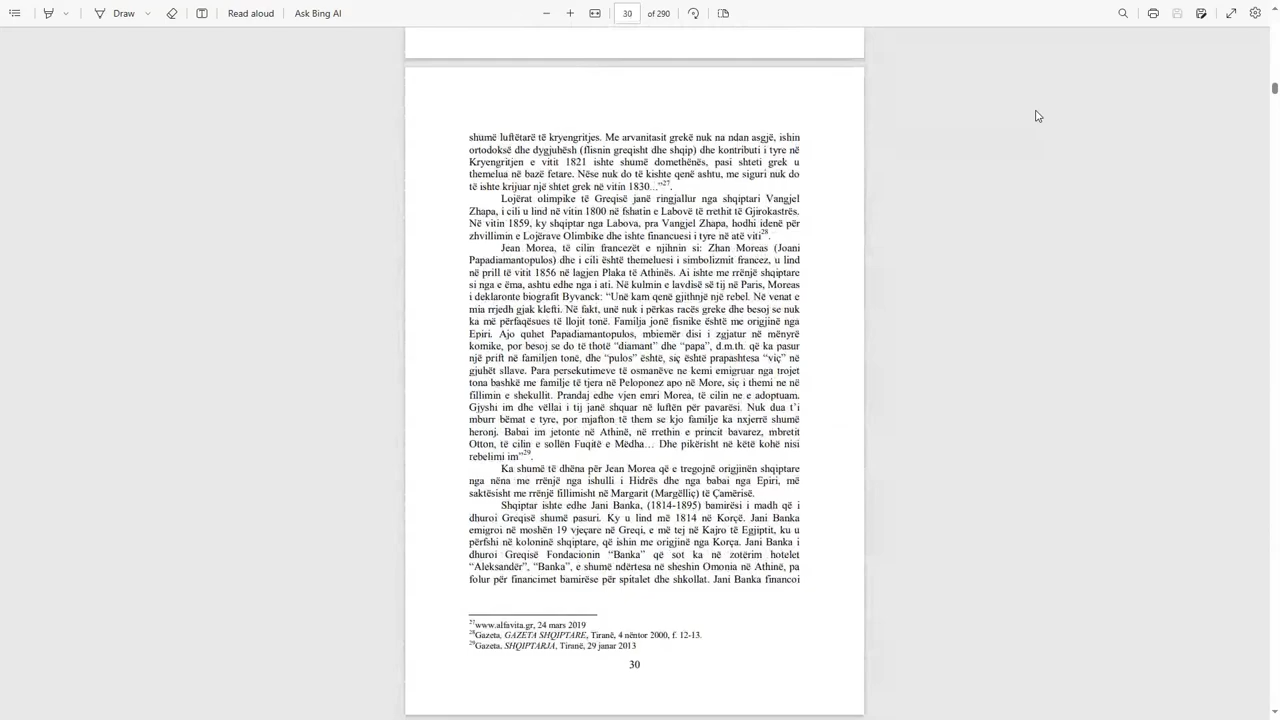 Draw
Read aloud
Ask Bing AI
30 of 290
shumë luftëtarë të kryengritjes. Me arvanitasit grekë nuk na ndan asgjë, ishin
ortodoksë dhe dygjuhësh (flisnin greqisht dhe shqip) dhe kontributi i tyre në
Kryengritjen e vitit 1821 ishte shumë domethënës, pasi shteti grek u
themelua në bazë fetare. Nëse nuk do të kishte qenë ashtu, me siguri nuk do
të ishte krijuar një shtet grek në vitin 1830...”27.
Lojërat olimpike të Greqisë janë ringjallur nga shqiptari Vangjel
Zhapa, i cili u lind në vitin 1800 në fshatin e Labovë të rrethit të Gjirokastrës.
Në vitin 1859, ky shqiptar nga Labova, pra Vangjel Zhapa, hodhi idenë për
zhvillimin e Lojërave Olimbike dhe ishte financuesi i tyre në atë viti28.
Jean Morea, të cilin francezët e njihnin si: Zhan Moreas (Joani
Papadiamantopulos) dhe i cili është themeluesi i simbolizmit francez, u lind
në prill të vitit 1856 në lagjen Plaka të Athinës. Ai ishte me rrënjë shqiptare
si nga e ëma, ashtu edhe nga i ati. Në kulmin e lavdisë së tij në Paris, Moreas
i deklaronte biografit Byvanck: “Unë kam qenë gjithnjë një rebel. Në venat e
mia rrjedh gjak klefti. Në fakt, unë nuk i përkas racës greke dhe besoj se nuk
ka më përfaqësues të llojit tonë. Familja jonë fisnike është me origjinë nga
Epiri. Ajo quhet Papadiamantopulos, mbiemër disi i zgjatur në mënyrë
komike, por besoj se do të thotë “diamant” dhe “papa”, d.m.th. që ka pasur
një prift në familjen tonë, dhe “pulos” është, siç është prapashtesa “viç” në
gjuhët sllave. Para persekutimeve të osmanëve ne kemi emigruar nga trojet
tona bashkë me familje të tjera në Peloponez apo në More, siç i themi ne në
fillimin e shekullit. Prandaj edhe vjen emri Morea, të cilin ne e adoptuam.
Gjyshi im dhe vëllai i tij janë shquar në luftën për pavarësi. Nuk dua t’i
mburr bëmat e tyre, por mjafton të them se kjo familje ka nxjerrë shumë
heronj. Babai im jetonte në Athinë, në rrethin e princit bavarez, mbretit
Otton, të cilin e sollën Fuqitë e Mëdha… Dhe pikërisht në këtë kohë nisi
rebelimi im”29.
Ka shumë të dhëna për Jean Morea që e tregojnë origjinën shqiptare
nga nëna me rrënjë nga ishulli i Hidrës dhe nga babai nga Epiri, më
saktësisht me rrënjë fillimisht në Margarit (Margëlliç) të Çamërisë.
Shqiptar ishte edhe Jani Banka, (1814-1895) bamirësi i madh që i
dhuroi Greqisë shumë pasuri. Ky u lind më 1814 në Korçë. Jani Banka
emigroi në moshën 19 vjeçare në Greqi, e më tej në Kajro të Egjiptit, ku u
përfshi në koloninë shqiptare, që ishin me origjinë nga Korça. Jani Banka i
dhuroi Greqisë Fondacionin “Banka” që sot ka në zotërim hotelet
“Aleksandër”, “Banka”, e shumë ndërtesa në sheshin Omonia në Athinë, pa
folur për financimet bamirëse për spitalet dhe shkollat. Jani Banka financoi
27www.alfavita.gr, 24 mars 2019
28Gazeta, GAZETA SHQIPTARE, Tiranë, 4 nëntor 2000, f. 12-13.
29Gazeta. SHQIPTARJA, Tiranë, 29 janar 2013
30